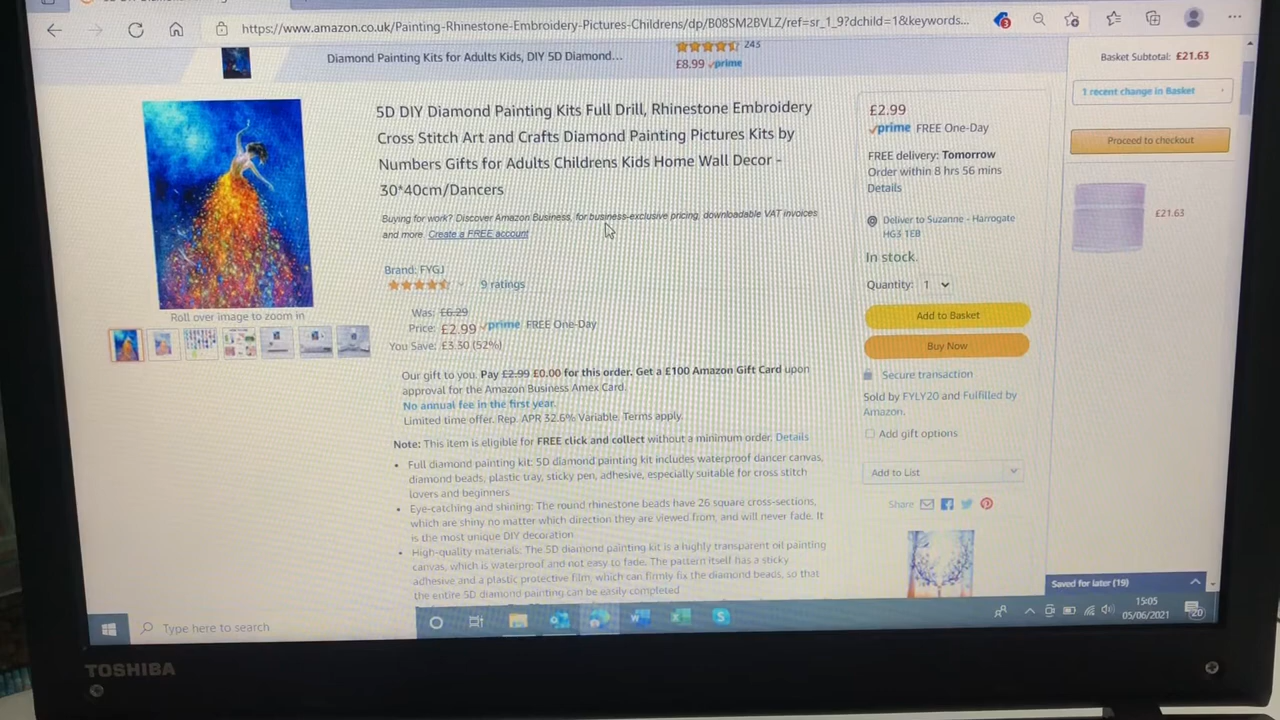 https://www.amazon.co.uk/Painting-Rhinestone-Embroidery-Pictures-Childrens/dp/B08SM2BVLZ/ref=sr_1_9?dchild=1&keywords...
3
Diamond Painting Kits for Adults Kids, DIY 5D Diamond...
245
£8.99 prime
Basket Subtotal: £21.63
1 recent change in Basket
Proceed to checkout
£21.63
5D DIY Diamond Painting Kits Full Drill, Rhinestone Embroidery
Cross Stitch Art and Crafts Diamond Painting Pictures Kits by
Numbers Gifts for Adults Childrens Kids Home Wall Decor -
30*40cm/Dancers
Buying for work? Discover Amazon Business, for business-exclusive pricing, downloadable VAT invoices
and more. Create a FREE account
Brand: FYGJ
9 ratings
Roll over image to zoom in
Was: £6.29
Price: £2.99 prime FREE One-Day
You Save: £3.30 (52%)
Our gift to you. Pay £2.99 £0.00 for this order. Get a £100 Amazon Gift Card upon
approval for the Amazon Business Amex Card.
No annual fee in the first year.
Limited time offer. Rep. APR 32.6% Variable. Terms apply.
Note: This item is eligible for FREE click and collect without a minimum order. Details
• Full diamond painting kit: 5D diamond painting kit includes waterproof dancer canvas,
diamond beads, plastic tray, sticky pen, adhesive, especially suitable for cross stitch
lovers and beginners
• Eye-catching and shining: The round rhinestone beads have 26 square cross-sections,
which are shiny no matter which direction they are viewed from, and will never fade. It
is the most unique DIY decoration
• High-quality materials: The 5D diamond painting kit is a highly transparent oil painting
canvas, which is waterproof and not easy to fade. The pattern itself has a sticky
adhesive and a plastic protective film, which can firmly fix the diamond beads, so that
the entire 5D diamond painting can be easily completed
£2.99
prime FREE One-Day
FREE delivery: Tomorrow
Order within 8 hrs 56 mins
Details
Deliver to Suzanne - Harrogate
HG3 1EB
In stock.
Quantity: 1
Add to Basket
Buy Now
Secure transaction
Sold by FYLY20 and Fulfilled by
Amazon.
Add gift options
Add to List
Share
Saved for later (19)
Type here to search
15:05
05/06/2021
20
TOSHIBA